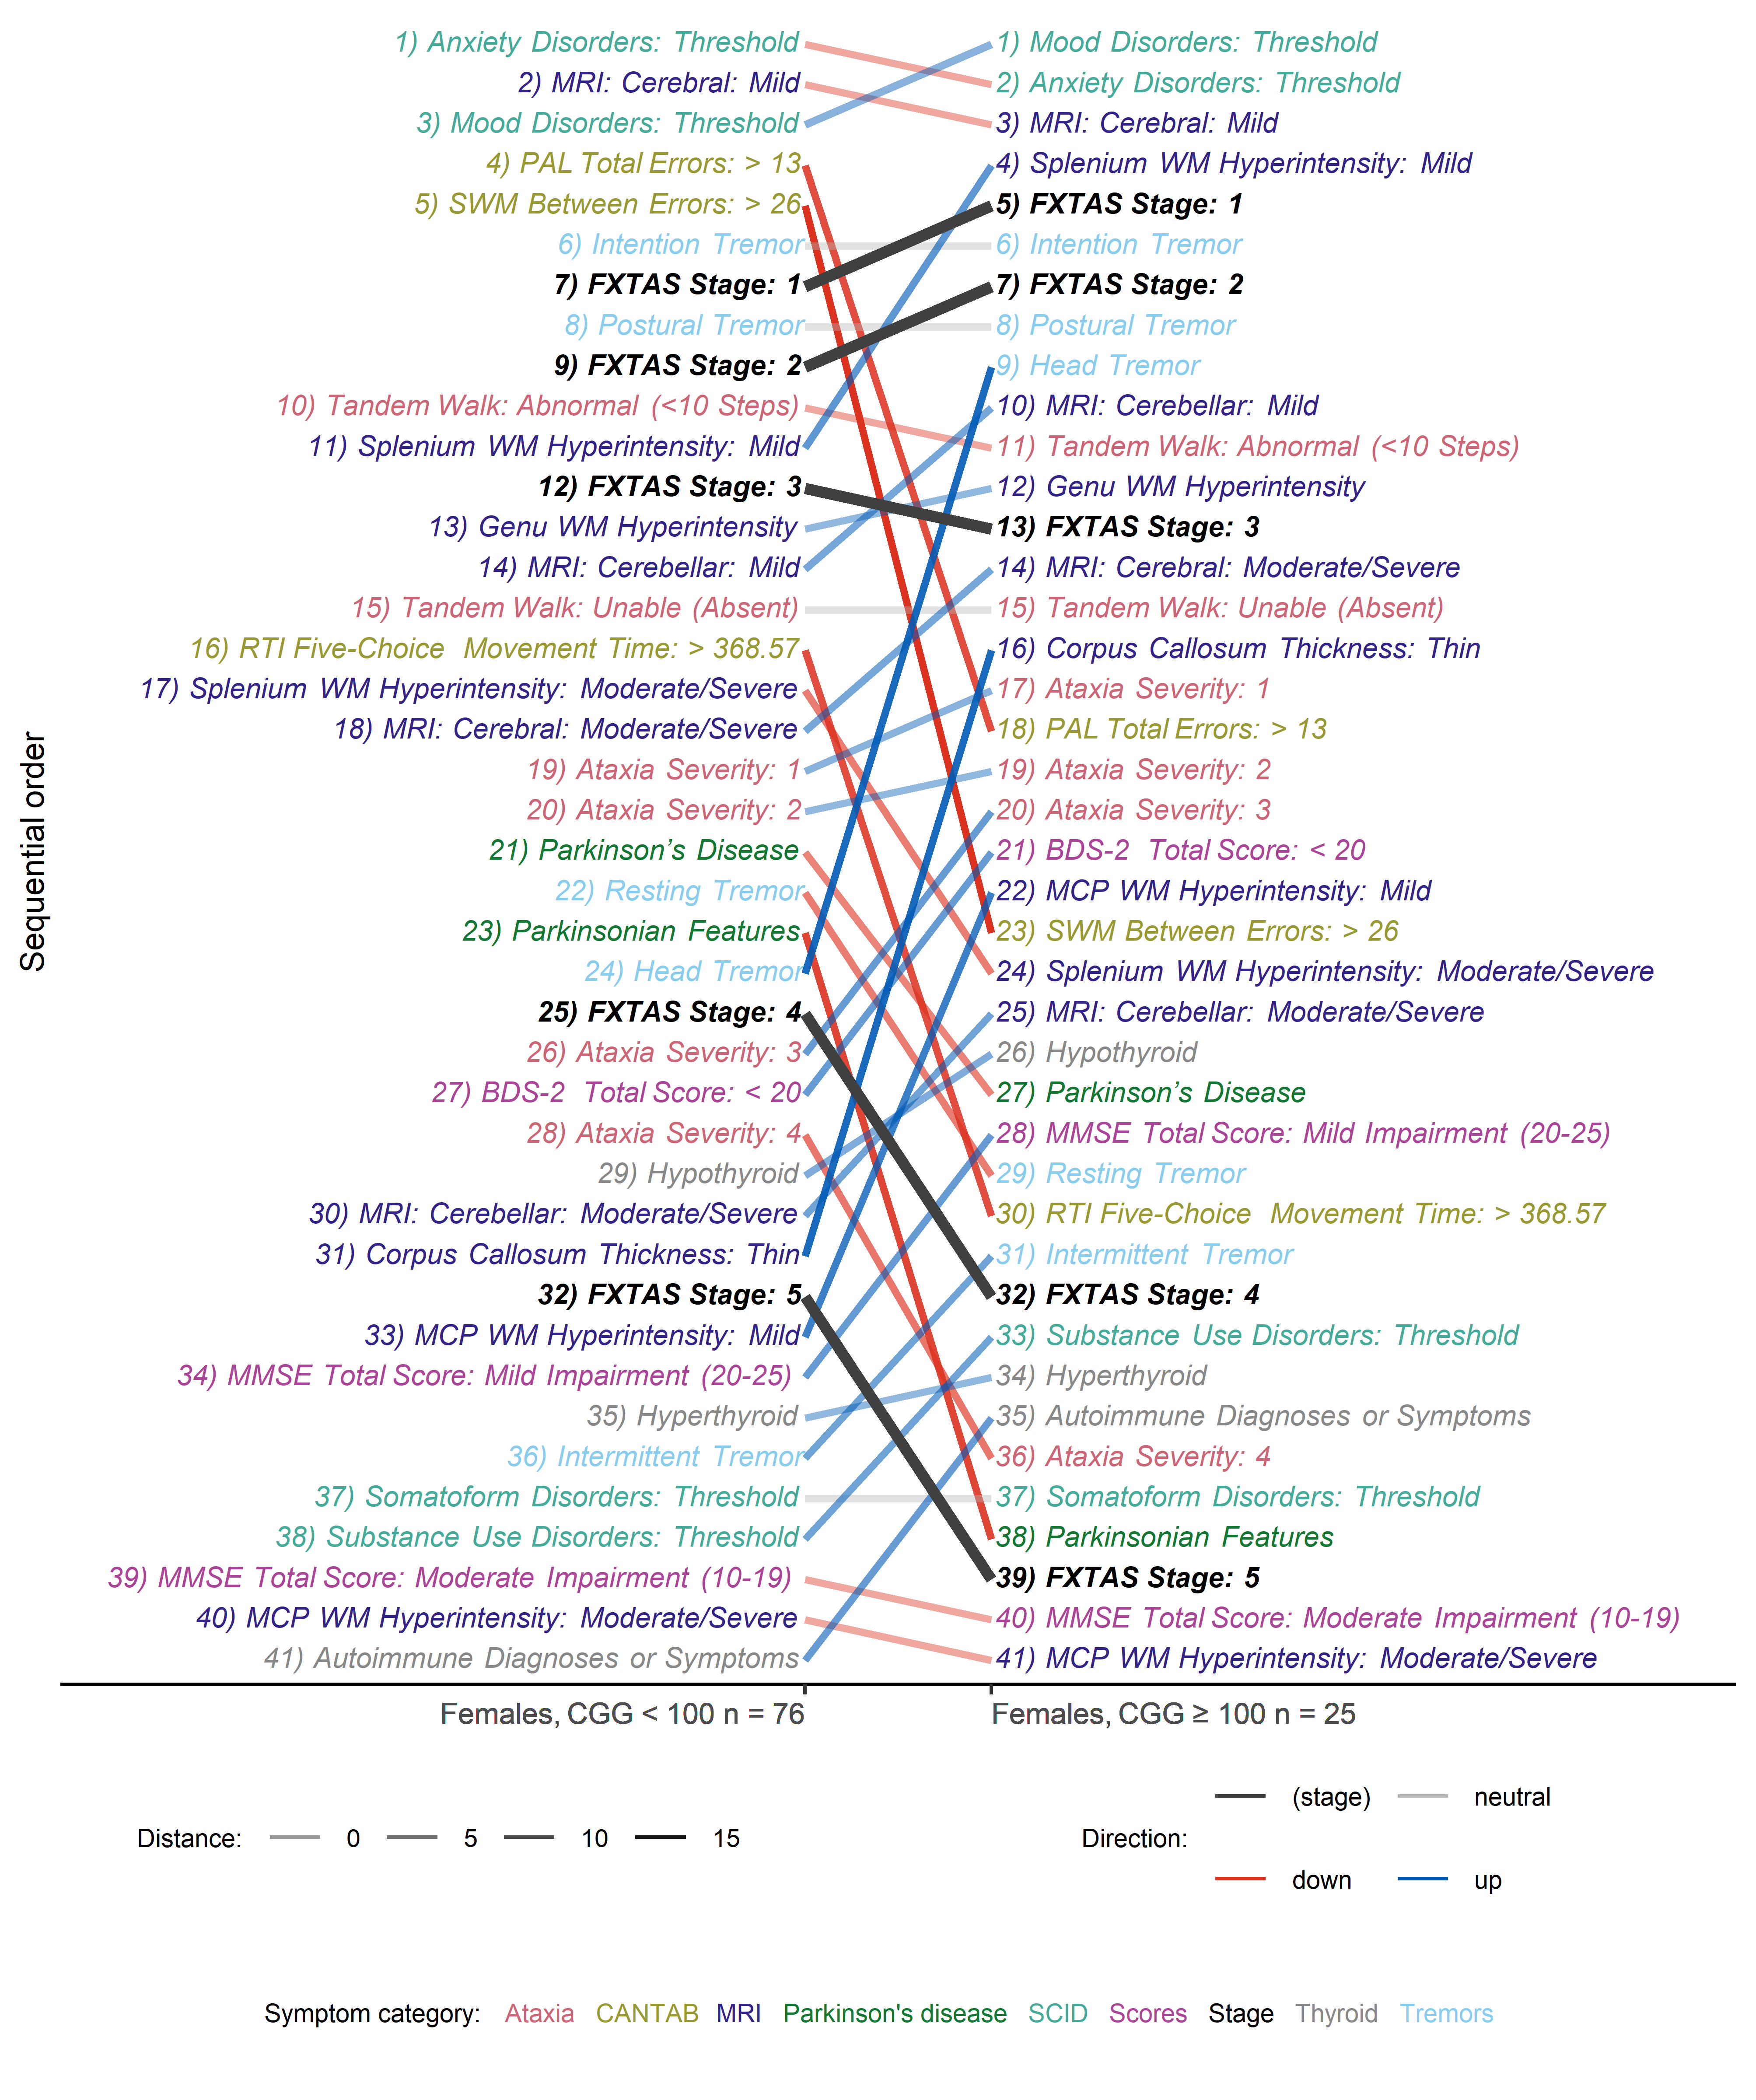 Sequential order
1) Anxiety Disorders: Threshold
2) MRI: Cerebral: Mild
3) Mood Disorders: Threshold
4) PAL Total Errors: > 13
5) SWM Between Errors: > 26
6) Intention Tremor
7) FXTAS Stage: 1
8) Postural Tremor
9) FXTAS Stage: 2
10) Tandem Walk: Abnormal (<10 Steps)
11) Splenium WM Hyperintensity: Mild
12) FXTAS Stage: 3
13) Genu WM Hyperintensity
14) MRI: Cerebellar: Mild
15) Tandem Walk: Unable (Absent)
16) RTI Five-Choice Movement Time: > 368.57
17) Splenium WM Hyperintensity: Moderate/Severe
18) MRI: Cerebral: Moderate/Severe
19) Ataxia Severity: 1
20) Ataxia Severity: 2
21) Parkinson's Disease
22) Resting Tremor
23) Parkinsonian Features
24) Head Tremor
25) FXTAS Stage: 4
26) Ataxia Severity: 3
27) BDS-2 Total Score: < 20
28) Ataxia Severity: 4
29) Hypothyroid
30) MRI: Cerebellar: Moderate/Severe
31) Corpus Callosum Thickness: Thin
32) FXTAS Stage: 5
33) MCP WM Hyperintensity: Mild
34) MMSE Total Score: Mild Impairment (20-25)
35) Hyperthyroid
36) Intermittent Tremor
37) Somatoform Disorders: Threshold
38) Substance Use Disorders: Threshold
39) MMSE Total Score: Moderate Impairment (10-19)
40) MCP WM Hyperintensity: Moderate/Severe
41) Autoimmune Diagnoses or Symptoms
1) Mood Disorders: Threshold
2) Anxiety Disorders: Threshold
3) MRI: Cerebral: Mild
4) Splenium WM Hyperintensity: Mild
5) FXTAS Stage: 1
6) Intention Tremor
7) FXTAS Stage: 2
8) Postural Tremor
9) Head Tremor
10) MRI: Cerebellar: Mild
11) Tandem Walk: Abnormal (<10 Steps)
12) Genu WM Hyperintensity
13) FXTAS Stage: 3
14) MRI: Cerebral: Moderate/Severe
15) Tandem Walk: Unable (Absent)
16) Corpus Callosum Thickness: Thin
17) Ataxia Severity: 1
18) PAL Total Errors: > 13
19) Ataxia Severity: 2
20) Ataxia Severity: 3
21) BDS-2 Total Score: < 20
22) MCP WM Hyperintensity: Mild
23) SWM Between Errors: > 26
24) Splenium WM Hyperintensity: Moderate/Severe
25) MRI: Cerebellar: Moderate/Severe
26) Hypothyroid
27) Parkinson's Disease
28) MMSE Total Score: Mild Impairment (20-25)
29) Resting Tremor
30) RTI Five-Choice Movement Time: > 368.57
31) Intermittent Tremor
32) FXTAS Stage: 4
33) Substance Use Disorders: Threshold
34) Hyperthyroid
35) Autoimmune Diagnoses or Symptoms
36) Ataxia Severity: 4
37) Somatoform Disorders: Threshold
38) Parkinsonian Features
39) FXTAS Stage: 5
40) MMSE Total Score: Moderate Impairment (10-19)
41) MCP WM Hyperintensity: Moderate/Severe
Females, CGG < 100 n = 76
Females, CGG ≥ 100 n = 25
Distance: 0 5 10 15
Direction: (stage) neutral
down up
Symptom category: Ataxia CANTAB MRI Parkinson's disease SCID Scores Stage Thyroid Tremors